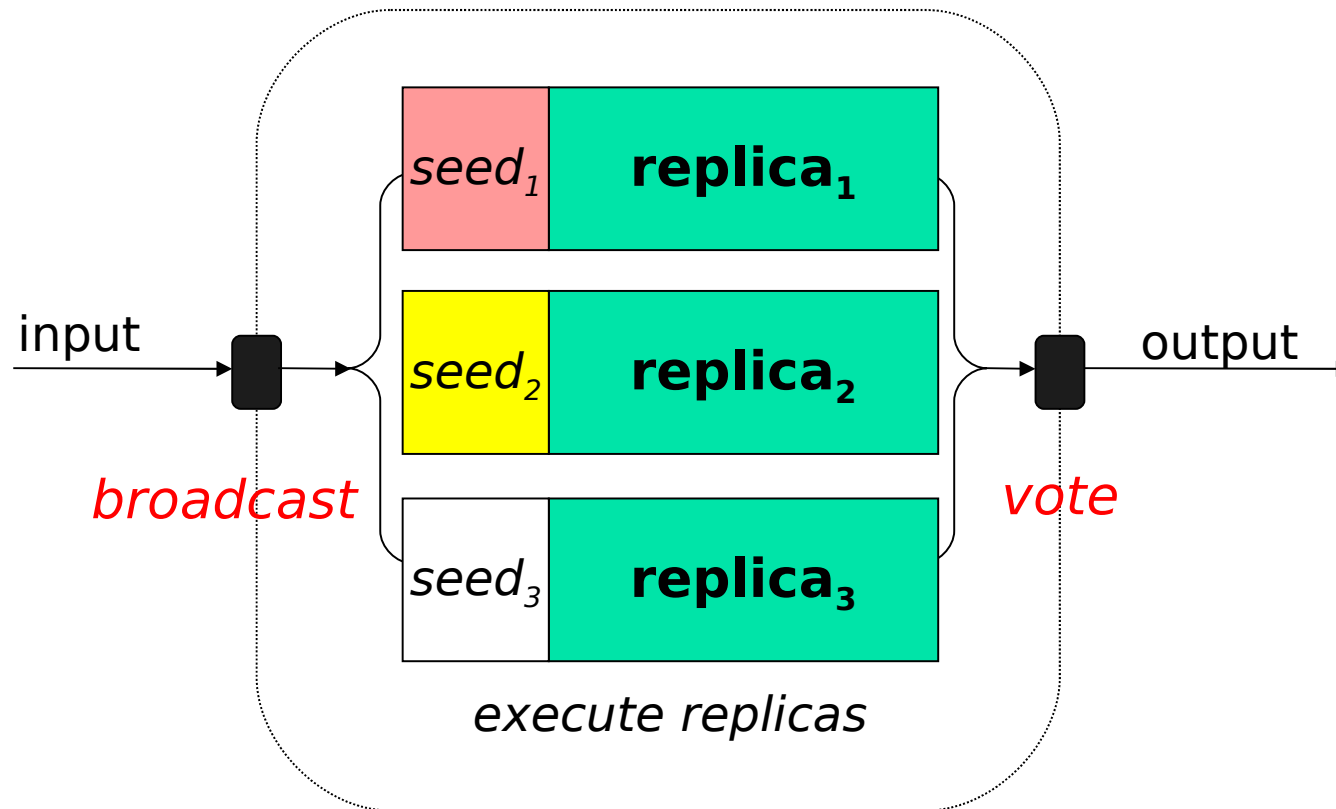 seed₁ replica₁
input
seed₂ replica₂
output
broadcast
vote
seed₃ replica₃
execute replicas